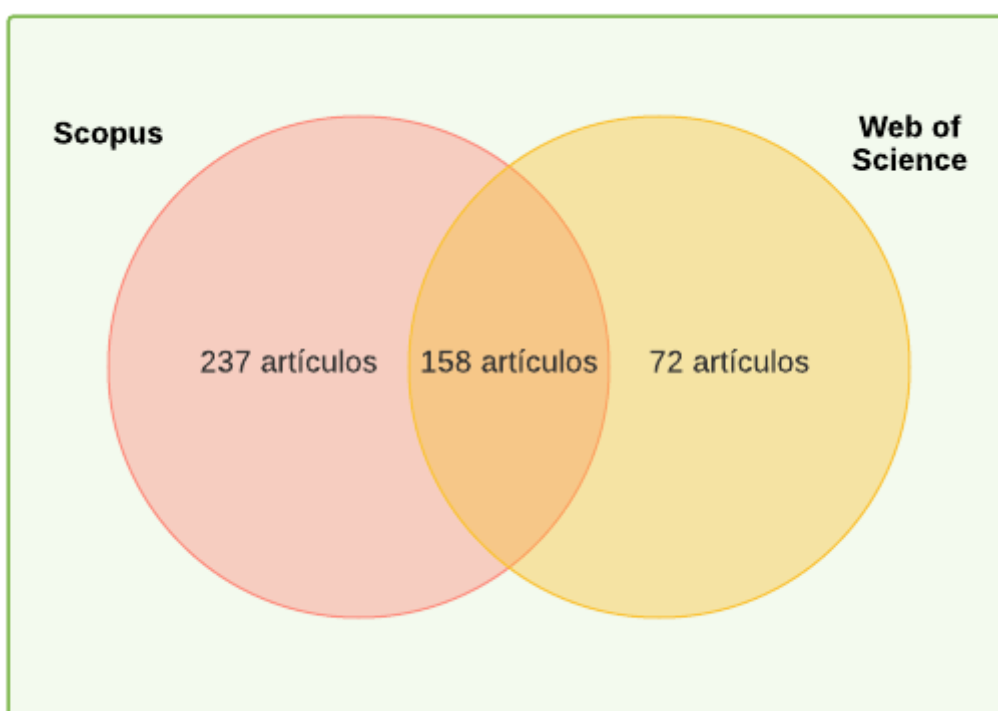 Scopus
Web of
Science
237 artículos
158 artículos
72 artículos